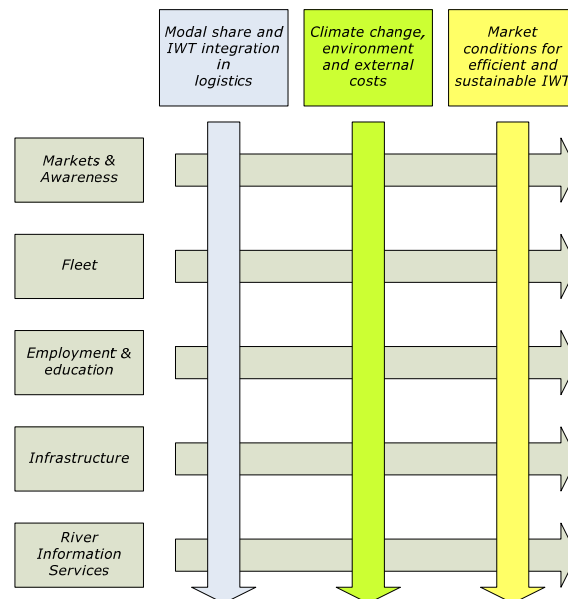 Modal share and
IWT integration
in
logistics
Climate change,
environment
and external
costs
Market
conditions for
efficient and
sustainable IWT
Markets &
Awareness
Fleet
Employment &
education
Infrastructure
River
Information
Services